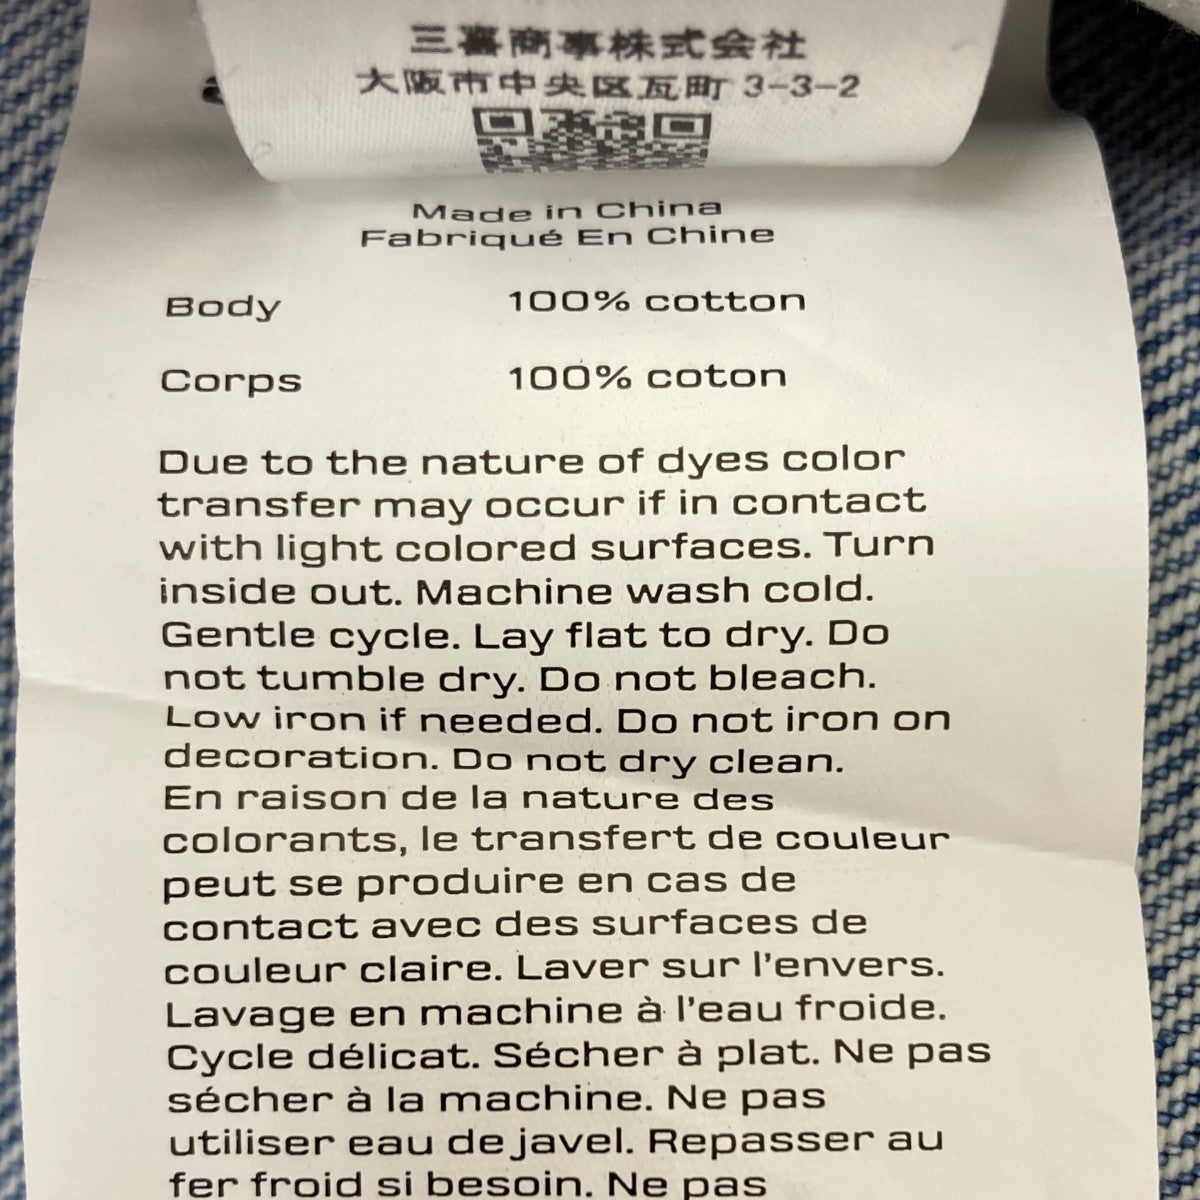 三喜商事株式会社
大阪市中央区瓦町 3-3-2
Made in China
Fabriqué En Chine
Body 100% cotton
Corps 100% coton
Due to the nature of dyes color
transfer may occur if in contact
with light colored surfaces. Turn
inside out. Machine wash cold.
Gentle cycle. Lay flat to dry. Do
not tumble dry. Do not bleach.
Low iron if needed. Do not iron on
decoration. Do not dry clean.
En raison de la nature des
colorants, le transfert de couleur
peut se produire en cas de
contact avec des surfaces de
couleur claire. Laver sur l'envers.
Lavage en machine à l'eau froide.
Cycle délicat. Sécher à plat. Ne pas
sécher à la machine. Ne pas
utiliser eau de javel. Repasser au
fer froid si besoin. Ne pas